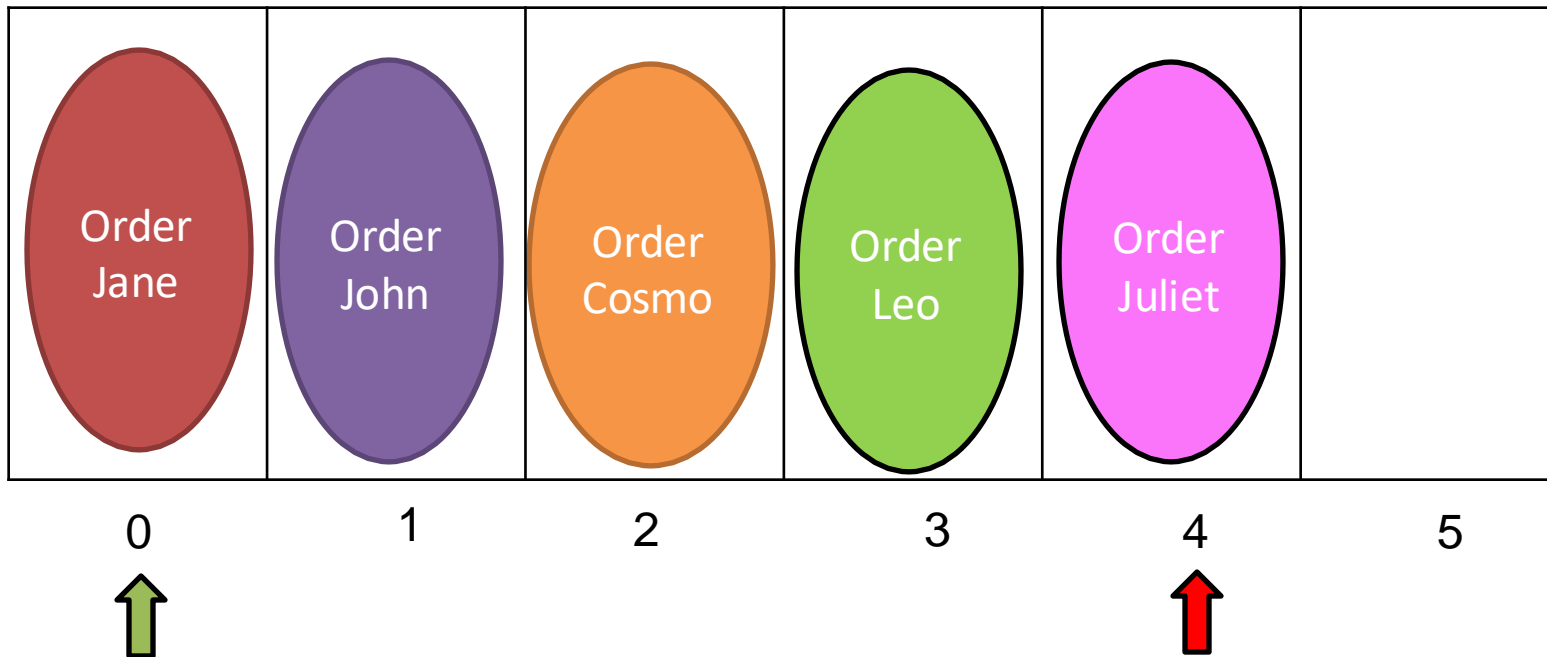 Order
Jane
Order
John
Order
Cosmo
Order
Leo
Order
Juliet
0 1 2 3 4 5